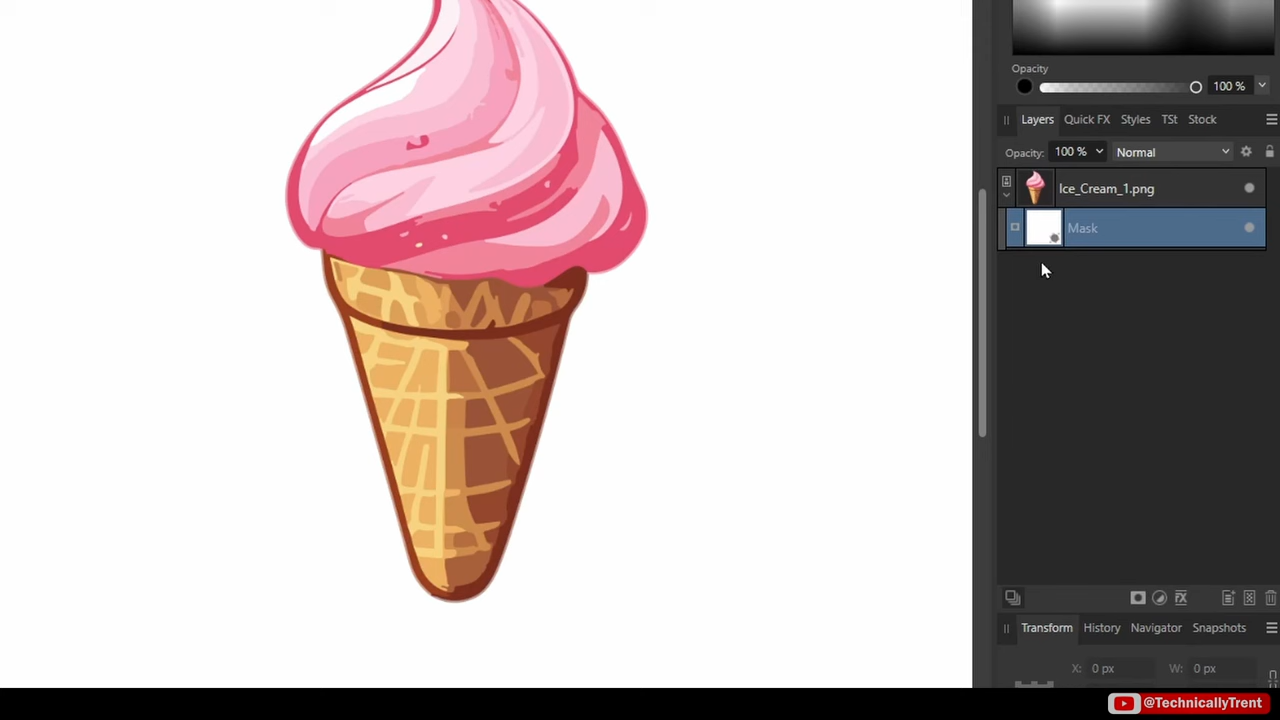 Opacity
100 %
Layers Quick FX Styles TSt Stock
Opacity: 100 % Normal
Ice_Cream_1.png
Mask
Transform History Navigator Snapshots
X: 0 px W: 0 px
@TechnicallyTrent